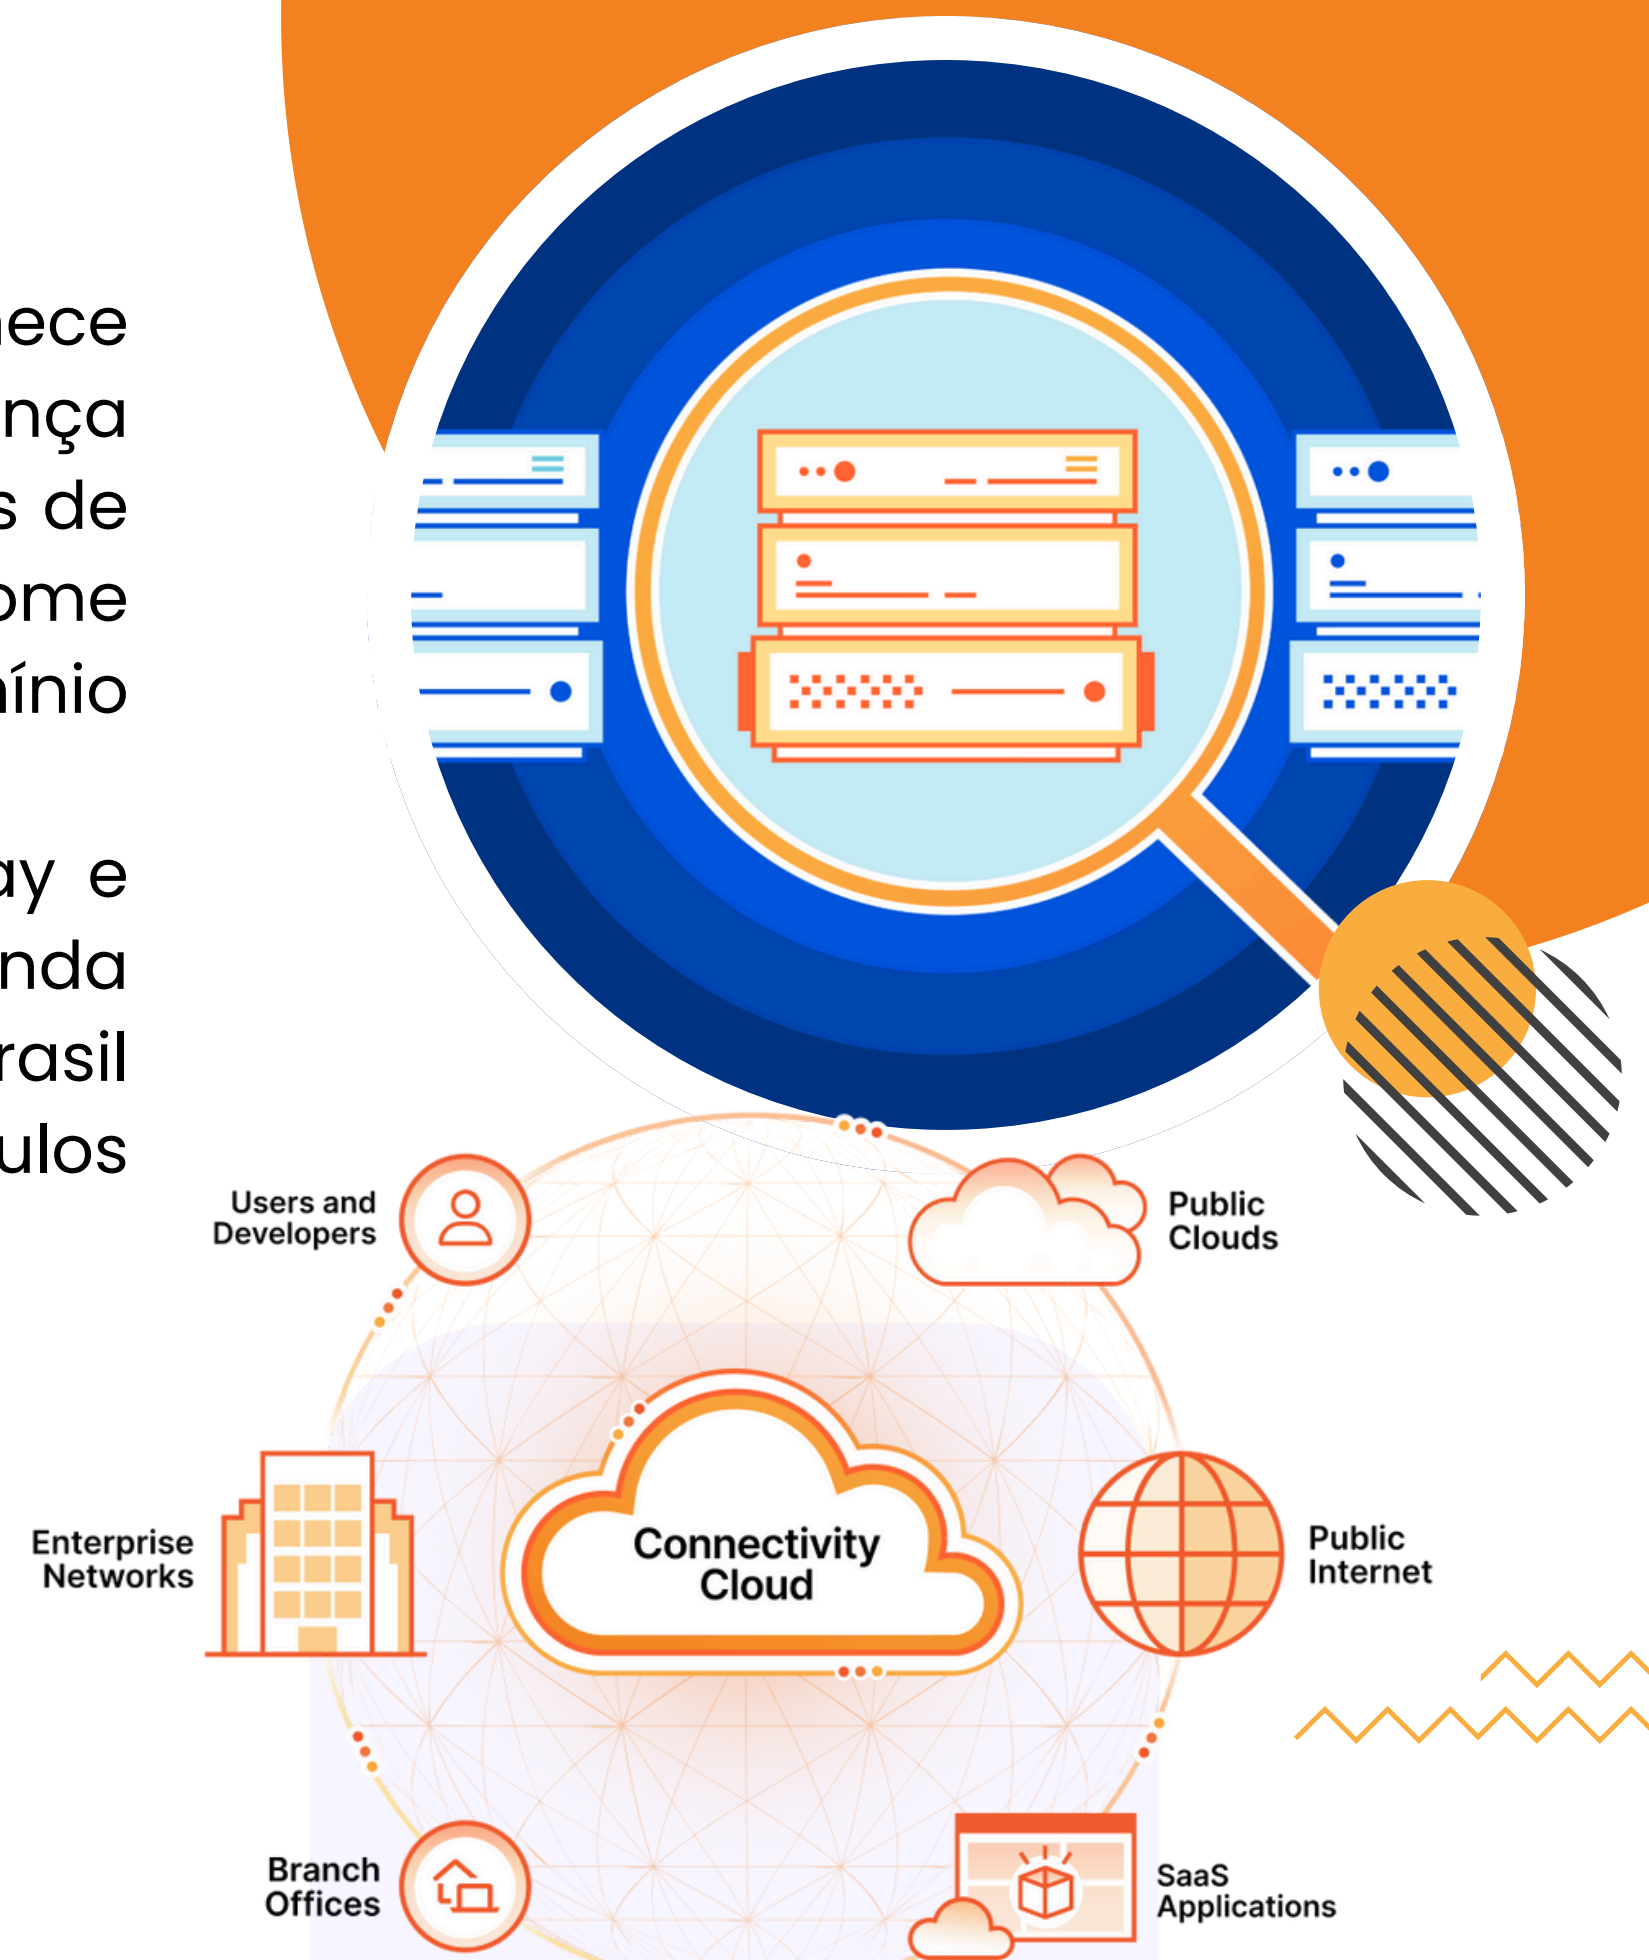 nça
s de
ome
ínio
ay e
nda
rasil
ulos
Users and
Developers
Public
Clouds
Enterprise
Networks
Connectivity
Cloud
Public
Internet
Branch
Offices
SaaS
Applications